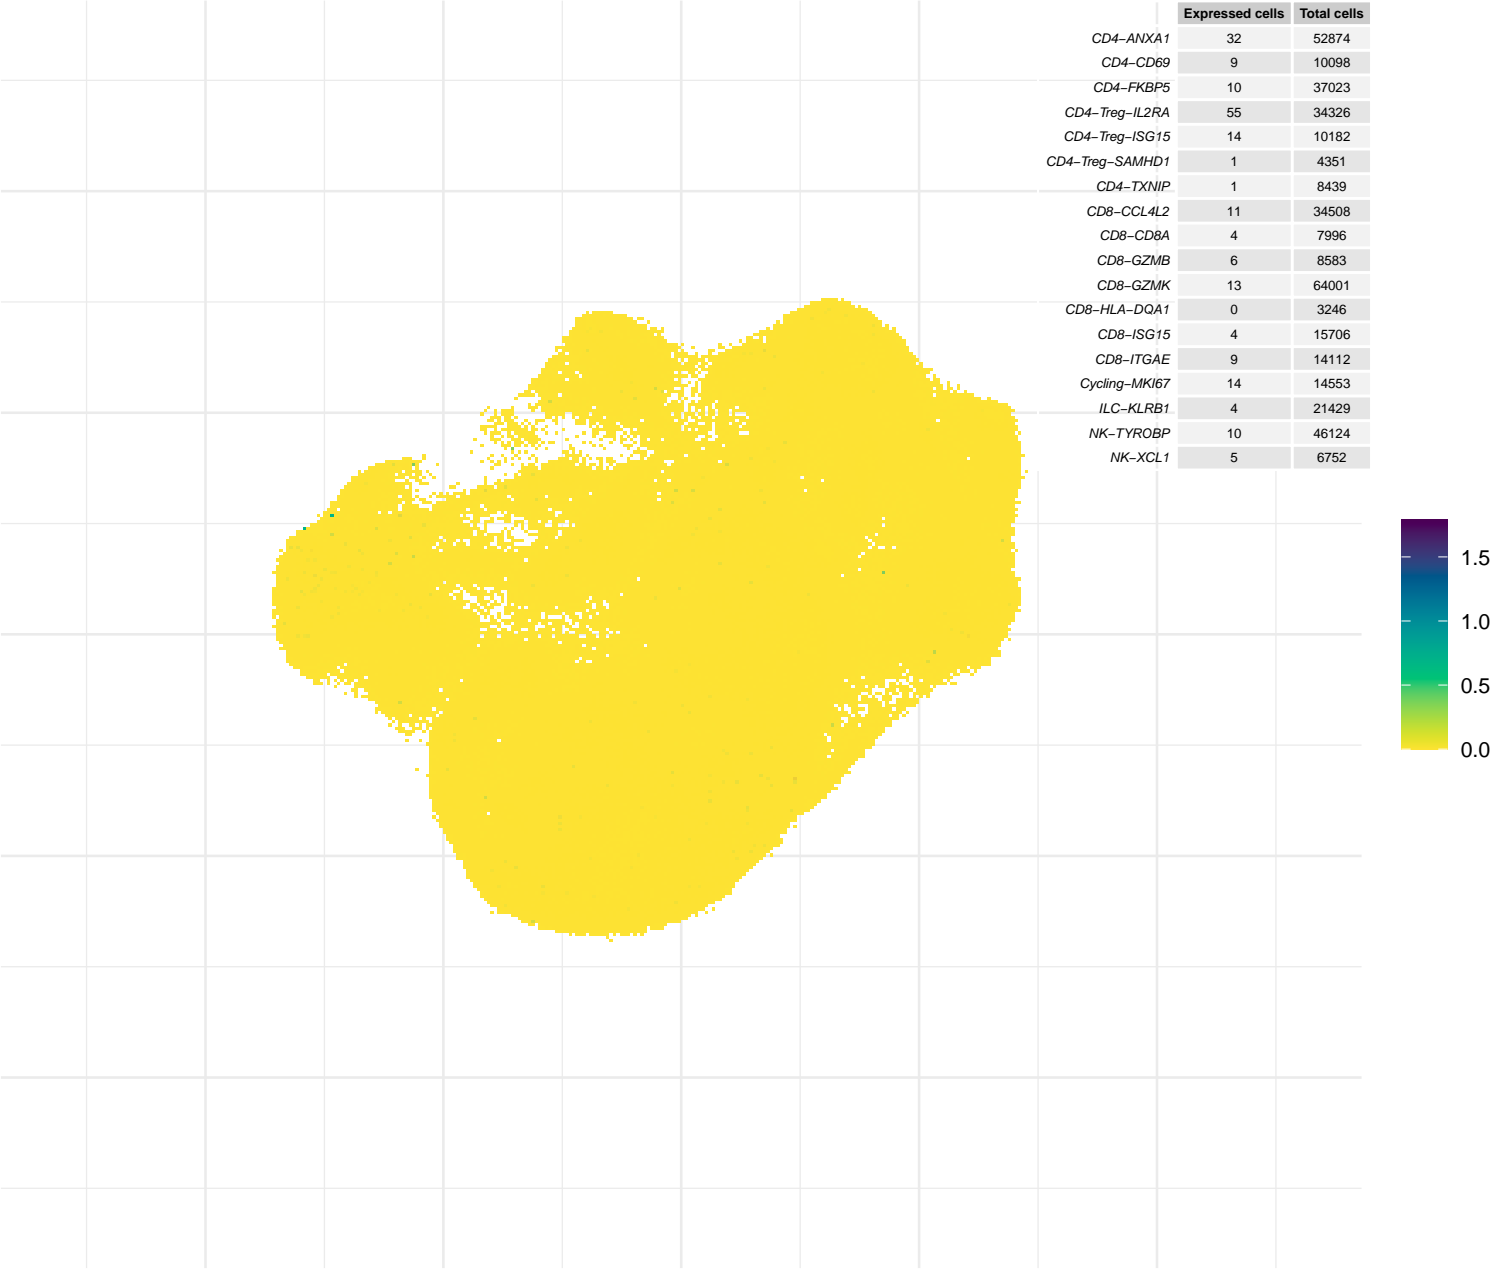 Expressed cells Total cells
CD4−ANXA1 32 52874
CD4−CD69 9 10098
CD4−FKBP5 10 37023
CD4−Treg−IL2RA 55 34326
CD4−Treg−ISG15 14 10182
CD4−Treg−SAMHD1 1 4351
CD4−TXNIP 1 8439
CD8−CCL4L2 11 34508
CD8−CD8A 4 7996
CD8−GZMB 6 8583
CD8−GZMK 13 64001
CD8−HLA−DQA1 0 3246
CD8−ISG15 4 15706
CD8−ITGAE 9 14112
Cycling−MKI67 14 14553
ILC−KLRB1 4 21429
NK−TYROBP 10 46124
NK−XCL1 5 6752
1.5
1.0
0.5
0.0